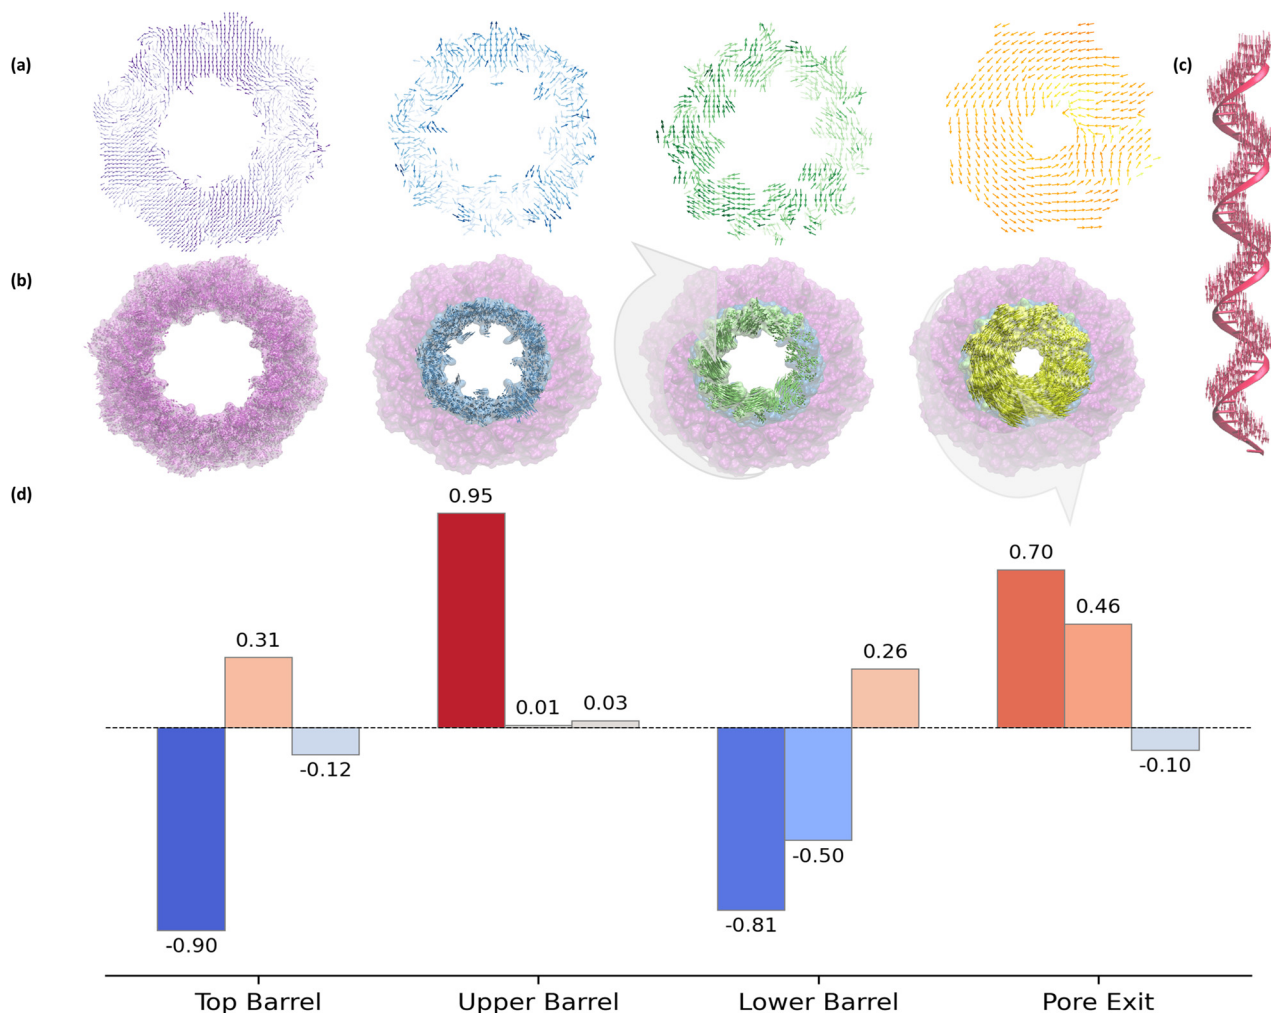 (a)
(c)
(b)
(d)
0.95
0.70
0.46
0.31
0.26
0.01
0.03
-0.12
-0.10
-0.50
-0.81
-0.90
Top Barrel
Upper Barrel
Lower Barrel
Pore Exit